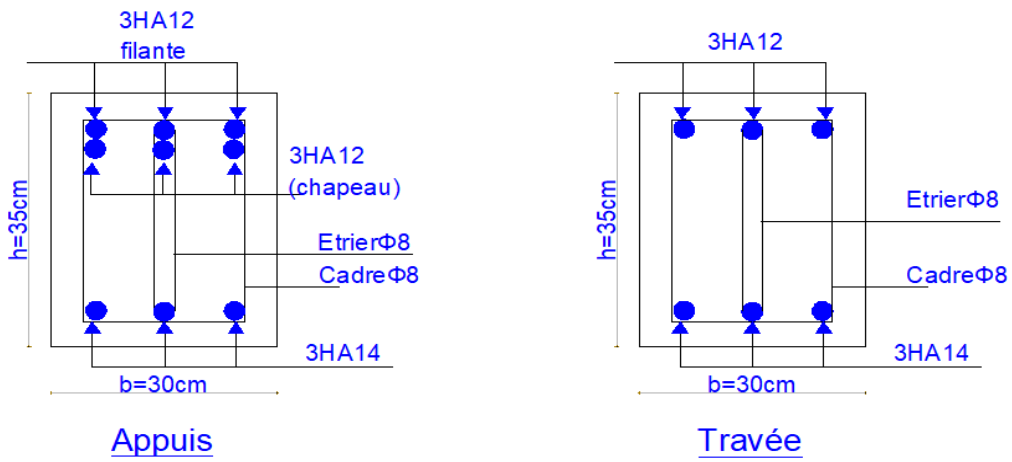 3HA12
filante
3HA12
(chapeau)
h=35cm
EtrierΦ8
CadreΦ8
3HA14
b=30cm
Appuis
3HA12
h=35cm
EtrierΦ8
CadreΦ8
3HA14
b=30cm
Travée